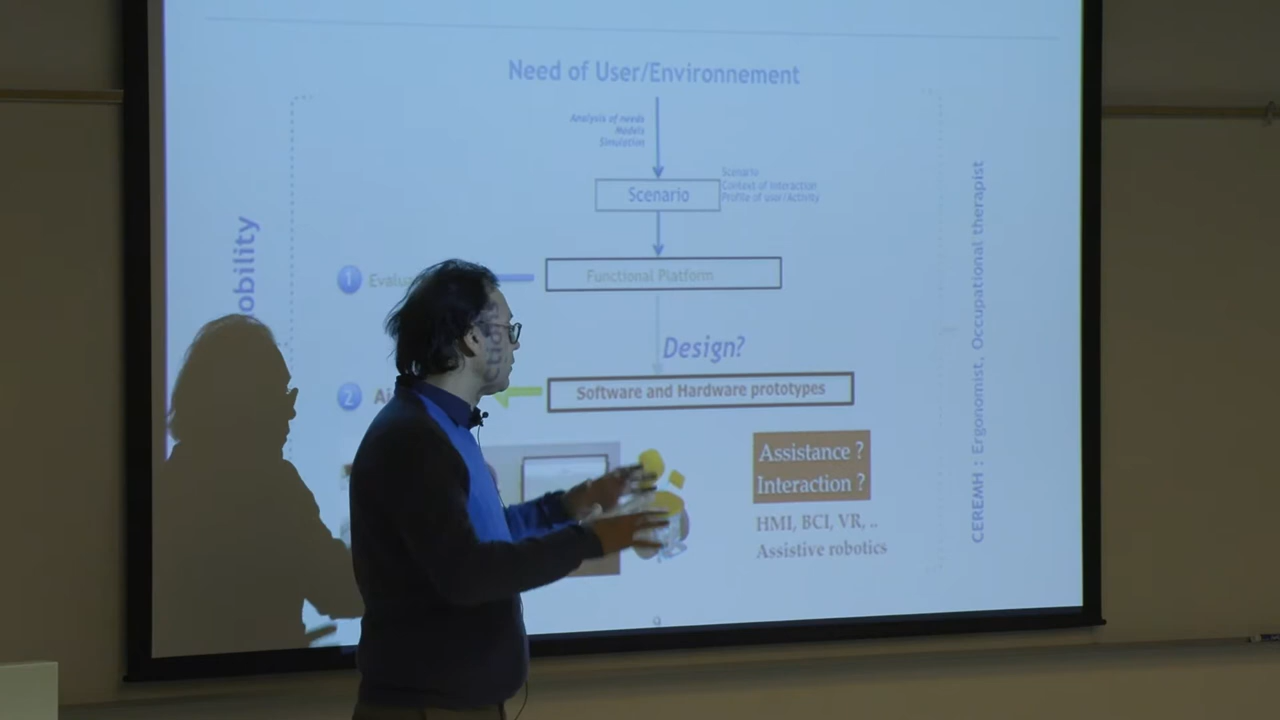 Need of User/Environnement
Analysis of needs
Models
Simulation
Scenario
Scenario
Context of interaction
Profile of user/Activity
1
Functional Platform
Design?
2
Software and Hardware prototypes
Assistance ?
Interaction ?
HMI, BCI, VR, ..
Assistive robotics
CEREMH : Ergonomist, Occupational therapist